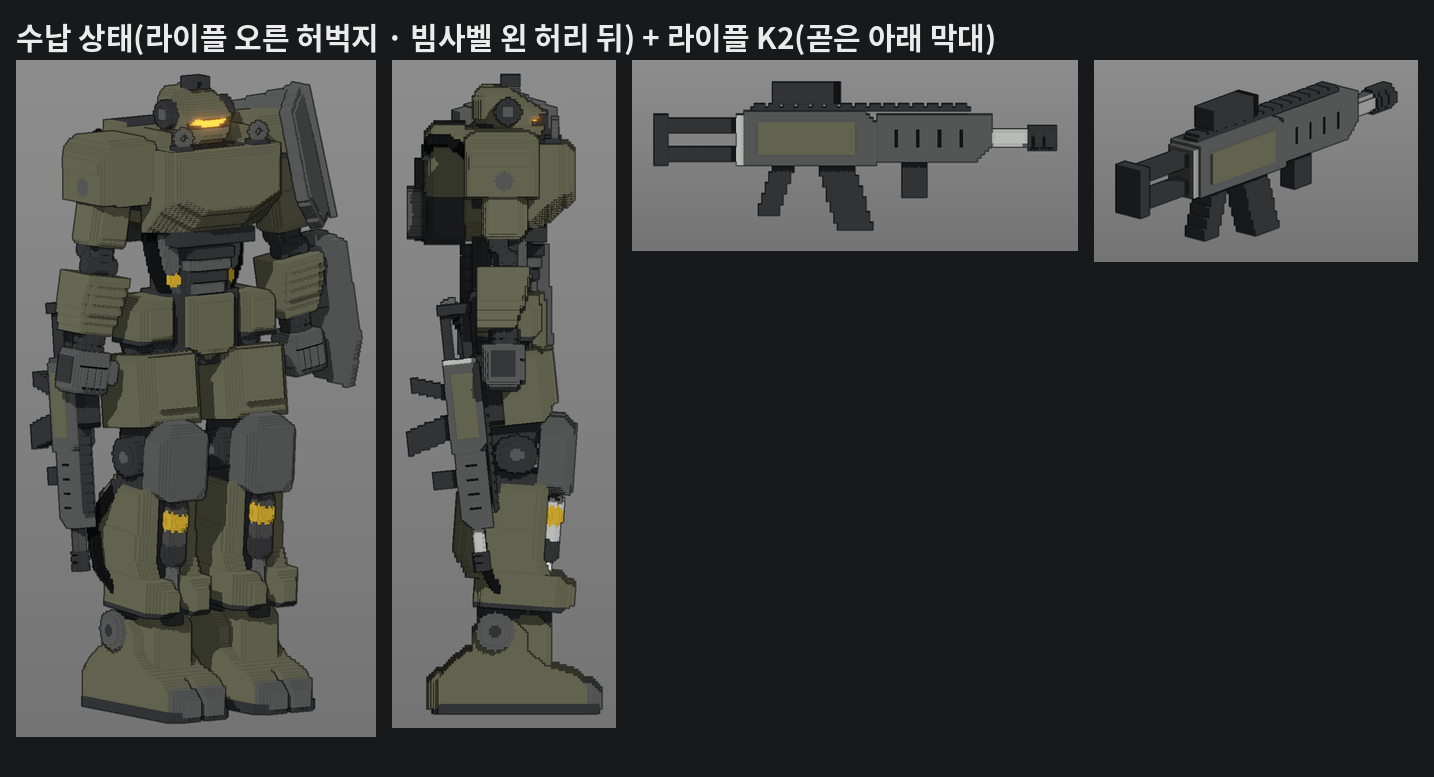 수납 상태(라이플 오른 허벅지 · 빔사벨 왼 허리 뒤) + 라이플 K2(곧은 아래 막대)